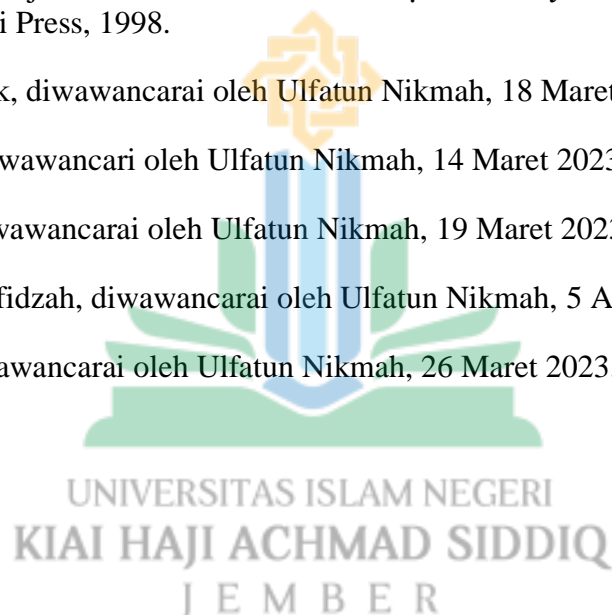 i Press, 1998.
k, diwawancarai oleh Ulfatun Nikmah, 18 Maret
wawancari oleh Ulfatun Nikmah, 14 Maret 2023
wawancarai oleh Ulfatun Nikmah, 19 Maret 2023
fidzah, diwawancarai oleh Ulfatun Nikmah, 5 A
awancarai oleh Ulfatun Nikmah, 26 Maret 2023.
UNIVERSITAS ISLAM NEGERI
KIAI HAJI ACHMAD SIDDIQ
JEMBER